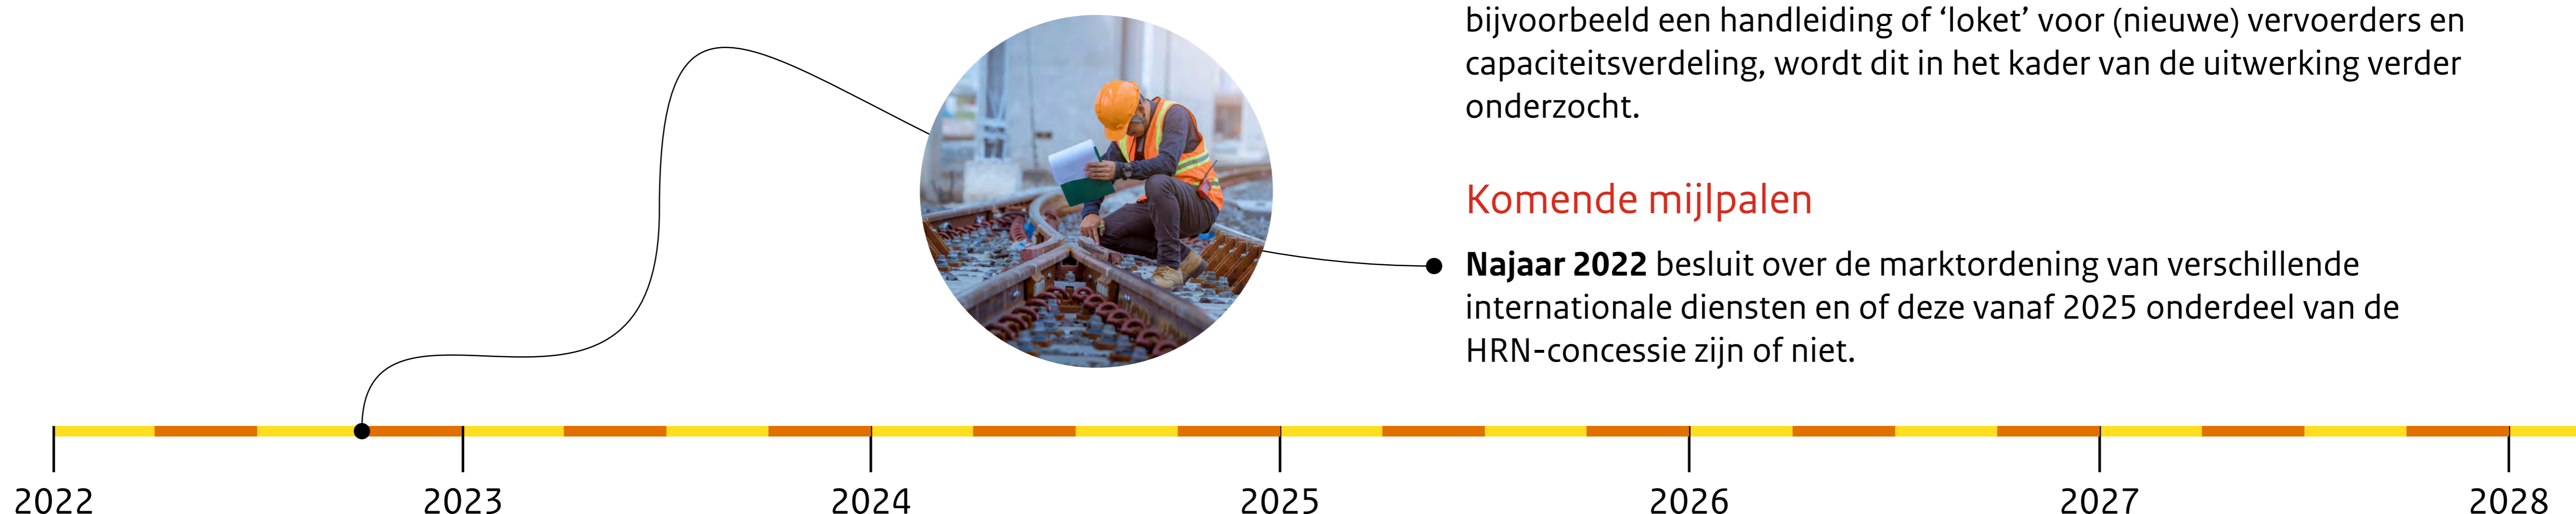 bijvoorbeeld een handleiding of ‘loket’ voor (nieuwe) vervoerders en
capaciteitsverdeling, wordt dit in het kader van de uitwerking verder
onderzocht.
Komende mijlpalen
Najaar 2022 besluit over de marktordening van verschillende
internationale diensten en of deze vanaf 2025 onderdeel van de
HRN-concessie zijn of niet.
2022 2023 2024 2025 2026 2027 2028